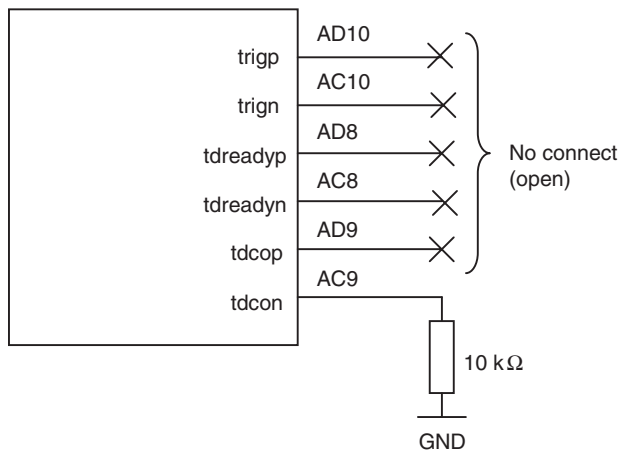 trigp
AD10
trign
AC10
tdreadyp
AD8
tdreadyn
AC8
tdcop
AD9
tdcon
AC9
No connect
(open)
10 kΩ
GND